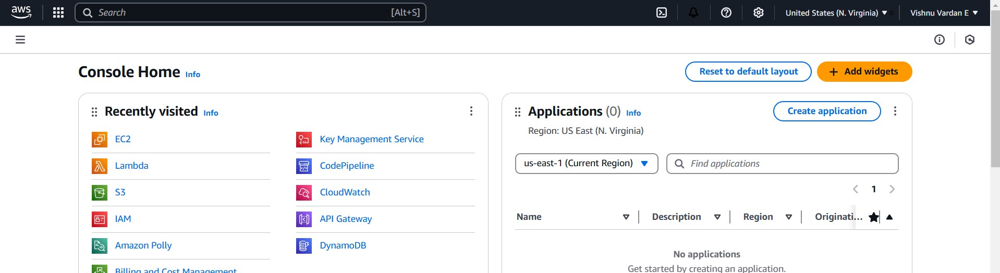 aws Search [Alt+S] United States (N. Virginia) Vishnu Vardan E
Console Home Info Reset to default layout + Add widgets
Recently visited Info
EC2
Lambda
S3
IAM
Amazon Polly
Billing and Cost Management
Key Management Service
CodePipeline
CloudWatch
API Gateway
DynamoDB
Applications (0) Info Create application
Region: US East (N. Virginia)
us-east-1 (Current Region) Find applications
1
Name Description Region Originati...
No applications
Get started by creating an application.